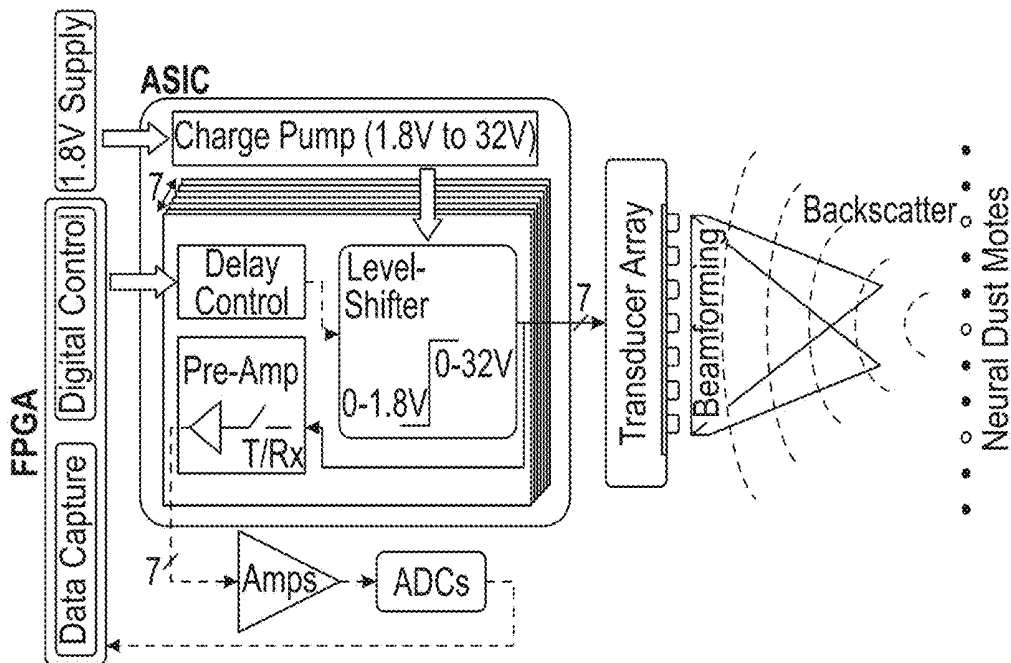 1.8V Supply
FPGA
Digital Control
Data Capture
ASIC
Charge Pump (1.8V to 32V)
7
Delay
Control
Level-
Shifter
0-32V
0-1.8V
Pre-Amp
T/Rx
7
7
Amps
ADCs
Transducer Array
Beamforming
Backscatter
Neural Dust Motes